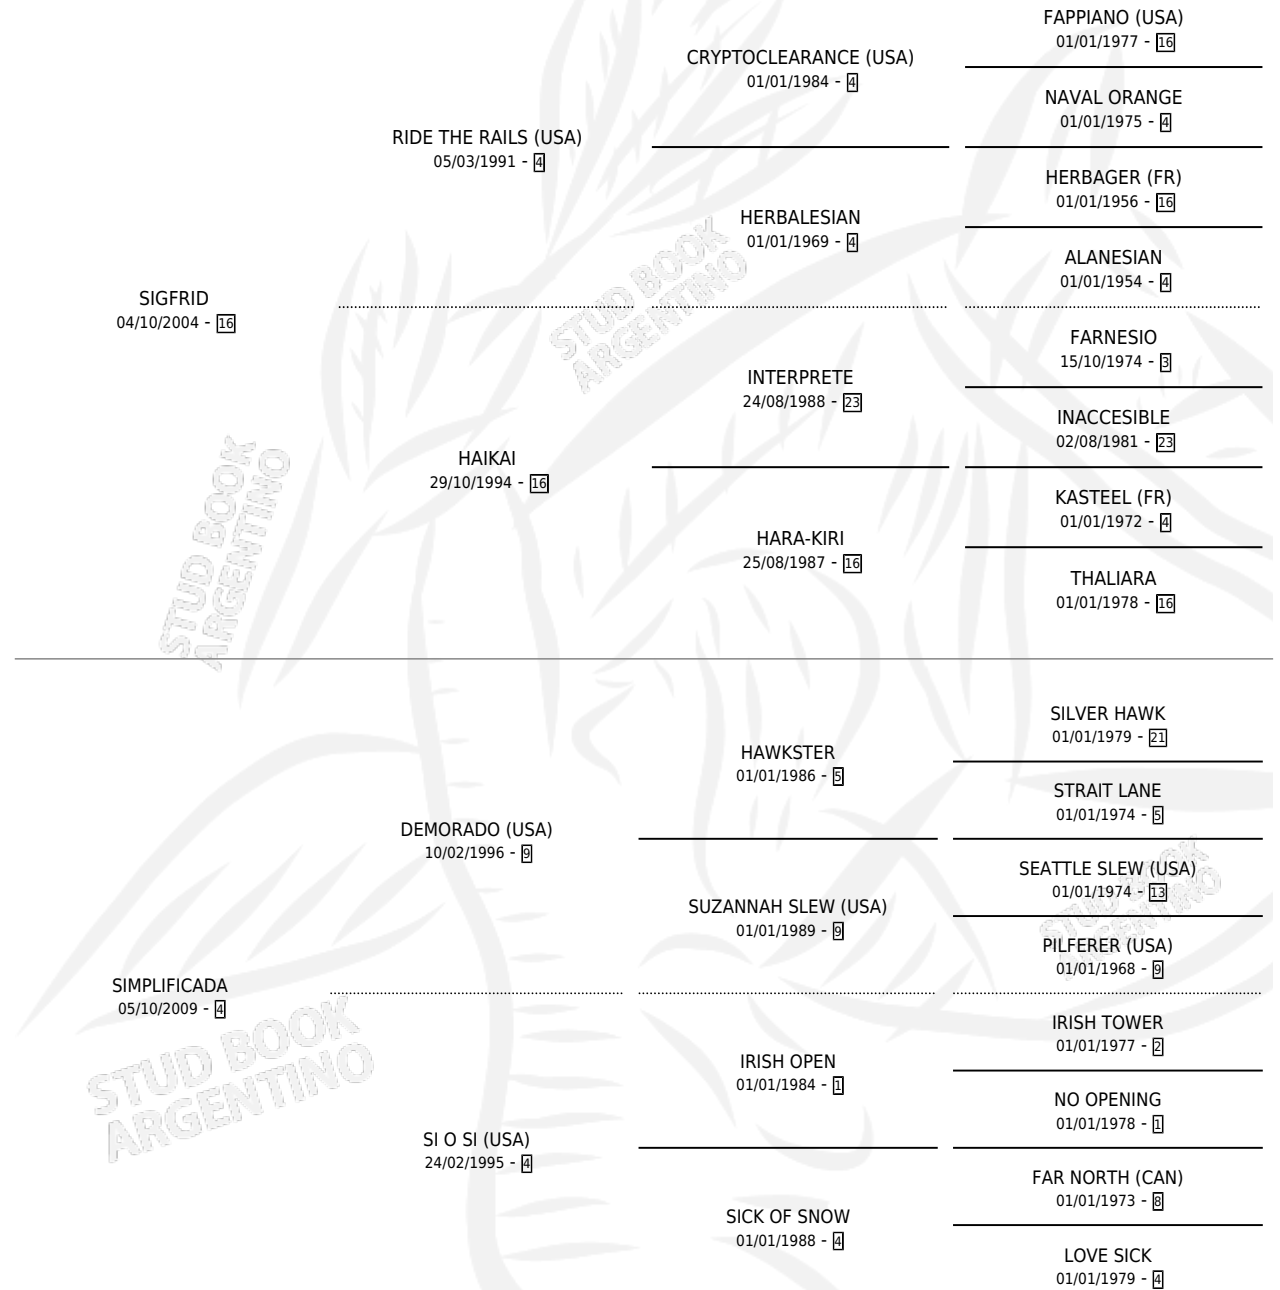 FAPPIANO (USA)
01/01/1977 - 16
CRYPTOCLEARANCE (USA)
01/01/1984 - 4
NAVAL ORANGE
01/01/1975 - 4
RIDE THE RAILS (USA)
05/03/1991 - 4
HERBAGER (FR)
01/01/1956 - 16
HERBALESIAN
01/01/1969 - 4
ALANESIAN
01/01/1954 - 4
SIGFRID
04/10/2004 - 16
STUD BOOK
ARGENTINO
FARNESIO
15/10/1974 - 3
INTERPRETE
24/08/1988 - 23
INACCESIBLE
02/08/1981 - 23
HAIKAI
29/10/1994 - 16
KASTEEL (FR)
01/01/1972 - 4
HARA-KIRI
25/08/1987 - 16
THALIARA
01/01/1978 - 16
STUD BOOK
ARGENTINO
SILVER HAWK
01/01/1979 - 21
HAWKSTER
01/01/1986 - 5
STRAIT LANE
01/01/1974 - 5
DEMORADO (USA)
10/02/1996 - 9
SEATTLE SLEW (USA)
01/01/1974 - 13
STUD BOOK
ARGENTINO
SUZANNAH SLEW (USA)
01/01/1989 - 9
PILFERER (USA)
01/01/1968 - 9
SIMPLIFICADA
05/10/2009 - 4
STUD BOOK
ARGENTINO
IRISH TOWER
01/01/1977 - 2
IRISH OPEN
01/01/1984 - 1
NO OPENING
01/01/1978 - 1
SI O SI (USA)
24/02/1995 - 4
FAR NORTH (CAN)
01/01/1973 - 8
SICK OF SNOW
01/01/1988 - 4
LOVE SICK
01/01/1979 - 4